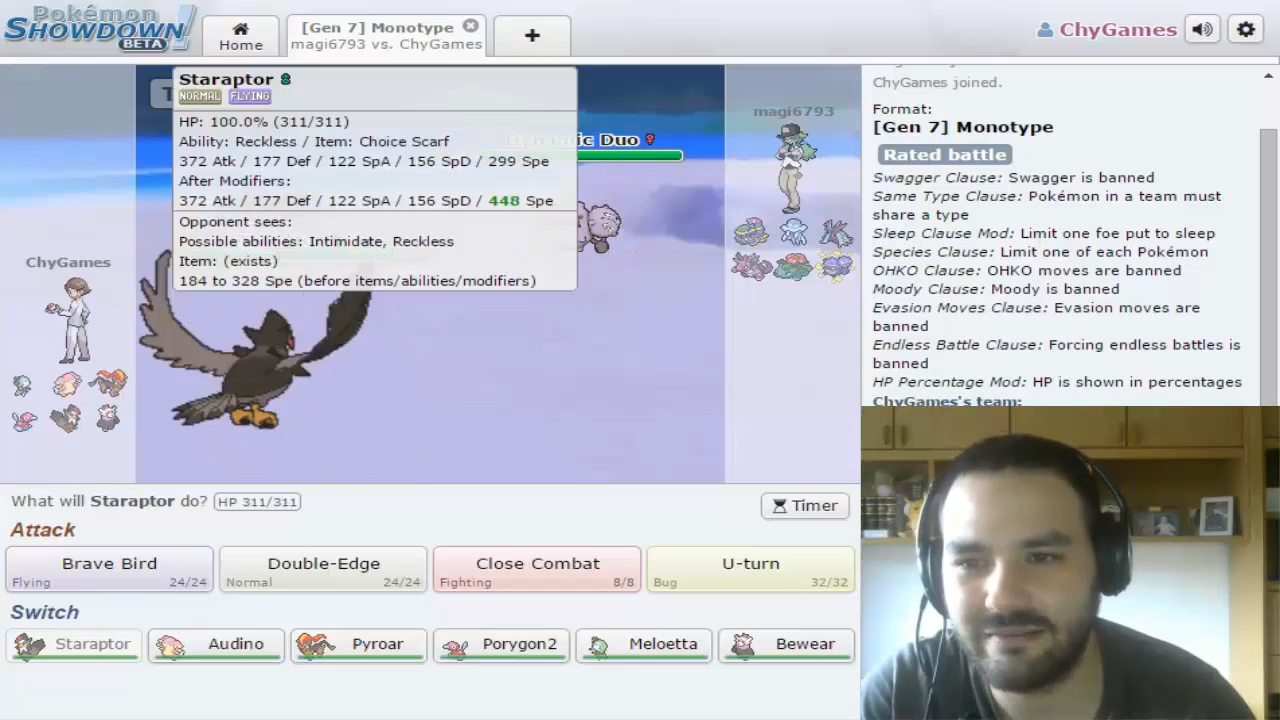 Pokémon
SHOWDOWN!
BETA
Home
[Gen 7] Monotype
magi6793 vs. ChyGames
+
ChyGames
Staraptor
NORMAL FLYING
HP: 100.0% (311/311)
Ability: Reckless / Item: Choice Scarf
372 Atk / 177 Def / 122 SpA / 156 SpD / 299 Spe
After Modifiers:
372 Atk / 177 Def / 122 SpA / 156 SpD / 448 Spe
Opponent sees:
Possible abilities: Intimidate, Reckless
Item: (exists)
184 to 328 Spe (before items/abilities/modifiers)
T
Dynamic Duo
magi6793
ChyGames
ChyGames joined.
Format:
[Gen 7] Monotype
Rated battle
Swagger Clause: Swagger is banned
Same Type Clause: Pokémon in a team must
share a type
Sleep Clause Mod: Limit one foe put to sleep
Species Clause: Limit one of each Pokémon
OHKO Clause: OHKO moves are banned
Moody Clause: Moody is banned
Evasion Moves Clause: Evasion moves are
banned
Endless Battle Clause: Forcing endless battles is
banned
HP Percentage Mod: HP is shown in percentages
ChyGames's team:
What will Staraptor do? HP 311/311
Timer
Attack
Brave Bird
Flying 24/24
Double-Edge
Normal 24/24
Close Combat
Fighting 8/8
U-turn
Bug 32/32
Switch
Staraptor
Audino
Pyroar
Porygon2
Meloetta
Bewear